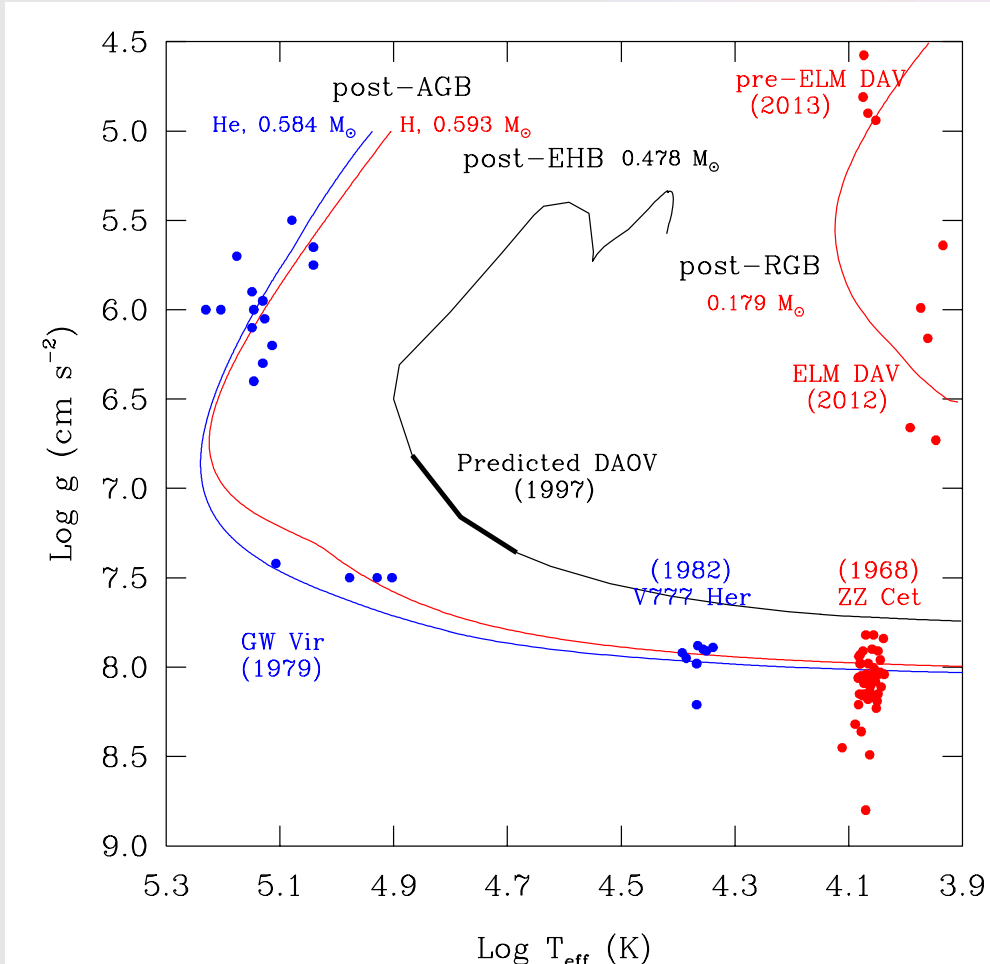 4.5
5.0
5.5
6.0
6.5
7.0
7.5
8.0
8.5
9.0
Log g (cm s⁻²)
post-AGB
He, 0.584 M☉
H, 0.593 M☉
pre-ELM DAV
(2013)
post-EHB 0.478 M☉
post-RGB
0.179 M☉
ELM DAV
(2012)
Predicted DAOV
(1997)
(1982)
V777 Her
(1968)
ZZ Cet
GW Vir
(1979)
5.3 5.1 4.9 4.7 4.5 4.3 4.1 3.9
Log T_eff (K)